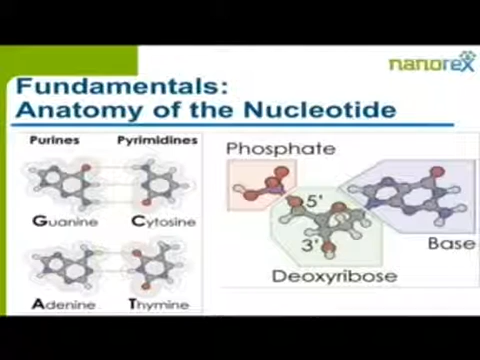 nanorex
Fundamentals:
Anatomy of the Nucleotide
Purines
Pyrimidines
Guanine
Cytosine
Adenine
Thymine
Phosphate
5'
3'
Base
Deoxyribose